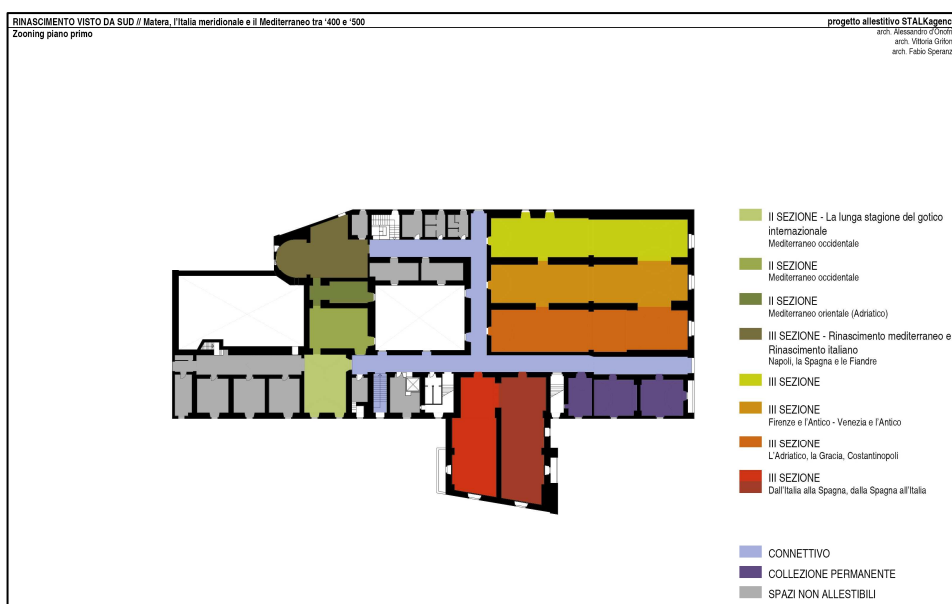 RINASCIMENTO VISTO DA SUD // Matera, l'Italia meridionale e il Mediterraneo tra '400 e '500
Zooning piano primo
progetto allestitivo STALKagenc
arch. Alessandro d'Onofri
arch. Vittoria Grifon
arch. Fabio Speranz
II SEZIONE - La lunga stagione del gotico
internazionale
Mediterraneo occidentale
II SEZIONE
Mediterraneo occidentale
II SEZIONE
Mediterraneo orientale (Adriatico)
III SEZIONE - Rinascimento mediterraneo e
Rinascimento italiano
Napoli, la Spagna e le Fiandre
III SEZIONE
III SEZIONE
Firenze e l'Antico - Venezia e l'Antico
III SEZIONE
L'Adriatico, la Gracia, Costantinopoli
III SEZIONE
Dall'Italia alla Spagna, dalla Spagna all'Italia
CONNETTIVO
COLLEZIONE PERMANENTE
SPAZI NON ALLESTIBILI